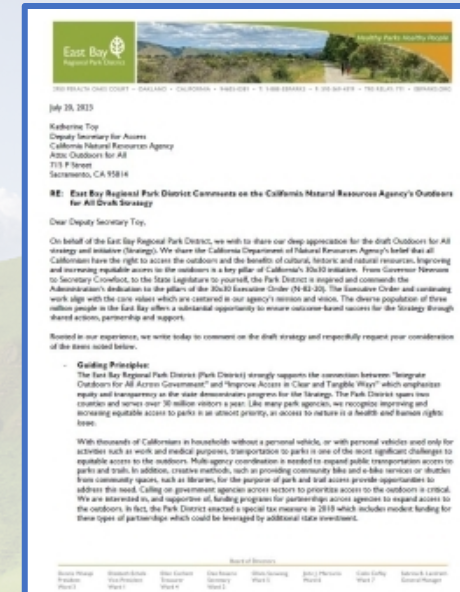 East Bay
Regional Park District
Healthy Parks Healthy People
2950 PERALTA OAKS COURT • OAKLAND • CALIFORNIA • 94605-0381 • T: 1-888-EBPARKS • F: 510-569-4319 • TRS RELAY 711 • EBPARKS.ORG
July 20, 2023
Katherine Toy
Deputy Secretary for Access
California Natural Resources Agency
Attn: Outdoors for All
715 P Street
Sacramento, CA 95814
RE: East Bay Regional Park District Comments on the California Natural Resources Agency's Outdoors
for All Draft Strategy
Dear Deputy Secretary Toy,
On behalf of the East Bay Regional Park District, we wish to share our deep appreciation for the draft Outdoors for All
strategy and initiative (Strategy). We share the California Department of Natural Resources Agency's belief that all
Californians have the right to access the outdoors and the benefits of cultural, historic and natural resources. Improving
and increasing equitable access to the outdoors is a key pillar of California's 30x30 initiative. From Governor Newsom
to Secretary Crowfoot, to the State Legislature to yourself, the Park District is inspired and commends the
Administration's dedication to the pillars of the 30x30 Executive Order (N-82-20). The Executive Order and continuing
work align with the core values which are centered in our agency's mission and vision. The diverse population of three
million people in the East Bay offers a substantial opportunity to ensure outcome-based success for the Strategy through
shared actions, partnership and support.
Rooted in our experience, we write today to comment on the draft strategy and respectfully request your consideration
of the items noted below.
- Guiding Principles:
The East Bay Regional Park District (Park District) strongly supports the connection between "Integrate
Outdoors for All Across Government" and "Improve Access in Clear and Tangible Ways" which emphasizes
equity and transparency as the state demonstrates progress for the Strategy. The Park District spans two
counties and serves over 30 million visitors a year. Like many park agencies, we recognize improving and
increasing equitable access to parks is an utmost priority, as access to nature is a health and human rights
issue.
With thousands of Californians in households without a personal vehicle, or with personal vehicles used only for
activities such as work and medical purposes, transportation to parks is one of the most significant challenges to
equitable access to the outdoors. Multi-agency coordination is needed to expand public transportation access to
parks and trails. In addition, creative methods, such as providing community bike and e-bike services or shuttles
from community spaces, such as libraries, for the purpose of park and trail access provide opportunities to
address this need. Calling on government agencies across sectors to prioritize access to the outdoors is critical.
We are interested in, and supportive of, funding programs for partnerships across agencies to expand access to
the outdoors. In fact, the Park District enacted a special tax measure in 2018 which includes modest funding for
these types of partnerships which could be leveraged by additional state investment.
Board of Directors